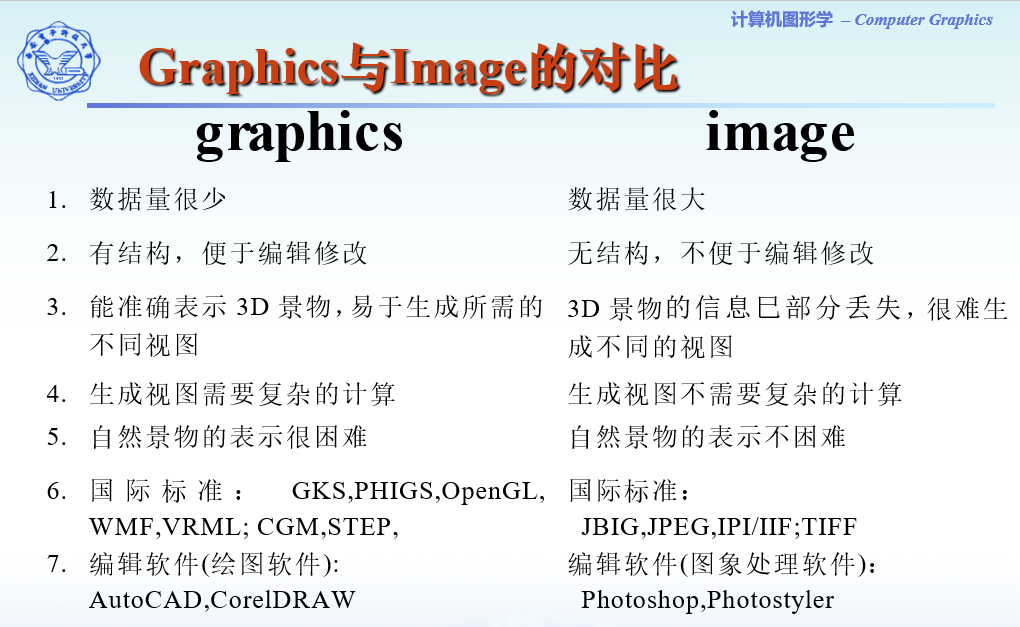 计算机图形学 – Computer Graphics
Graphics与Image的对比
graphics
image
1. 数据量很少
数据量很大
2. 有结构，便于编辑修改
无结构，不便于编辑修改
3. 能准确表示 3D 景物，易于生成所需的
不同视图
3D 景物的信息巳部分丢失，很难生
成不同的视图
4. 生成视图需要复杂的计算
生成视图不需要复杂的计算
5. 自然景物的表示很困难
自然景物的表示不困难
6. 国际标准： GKS,PHIGS,OpenGL,
WMF,VRML; CGM,STEP,
国际标准：
JBIG,JPEG,IPI/IIF;TIFF
7. 编辑软件(绘图软件):
AutoCAD,CorelDRAW
编辑软件(图象处理软件)：
Photoshop,Photostyler
XIDIAN UNIVERSITY